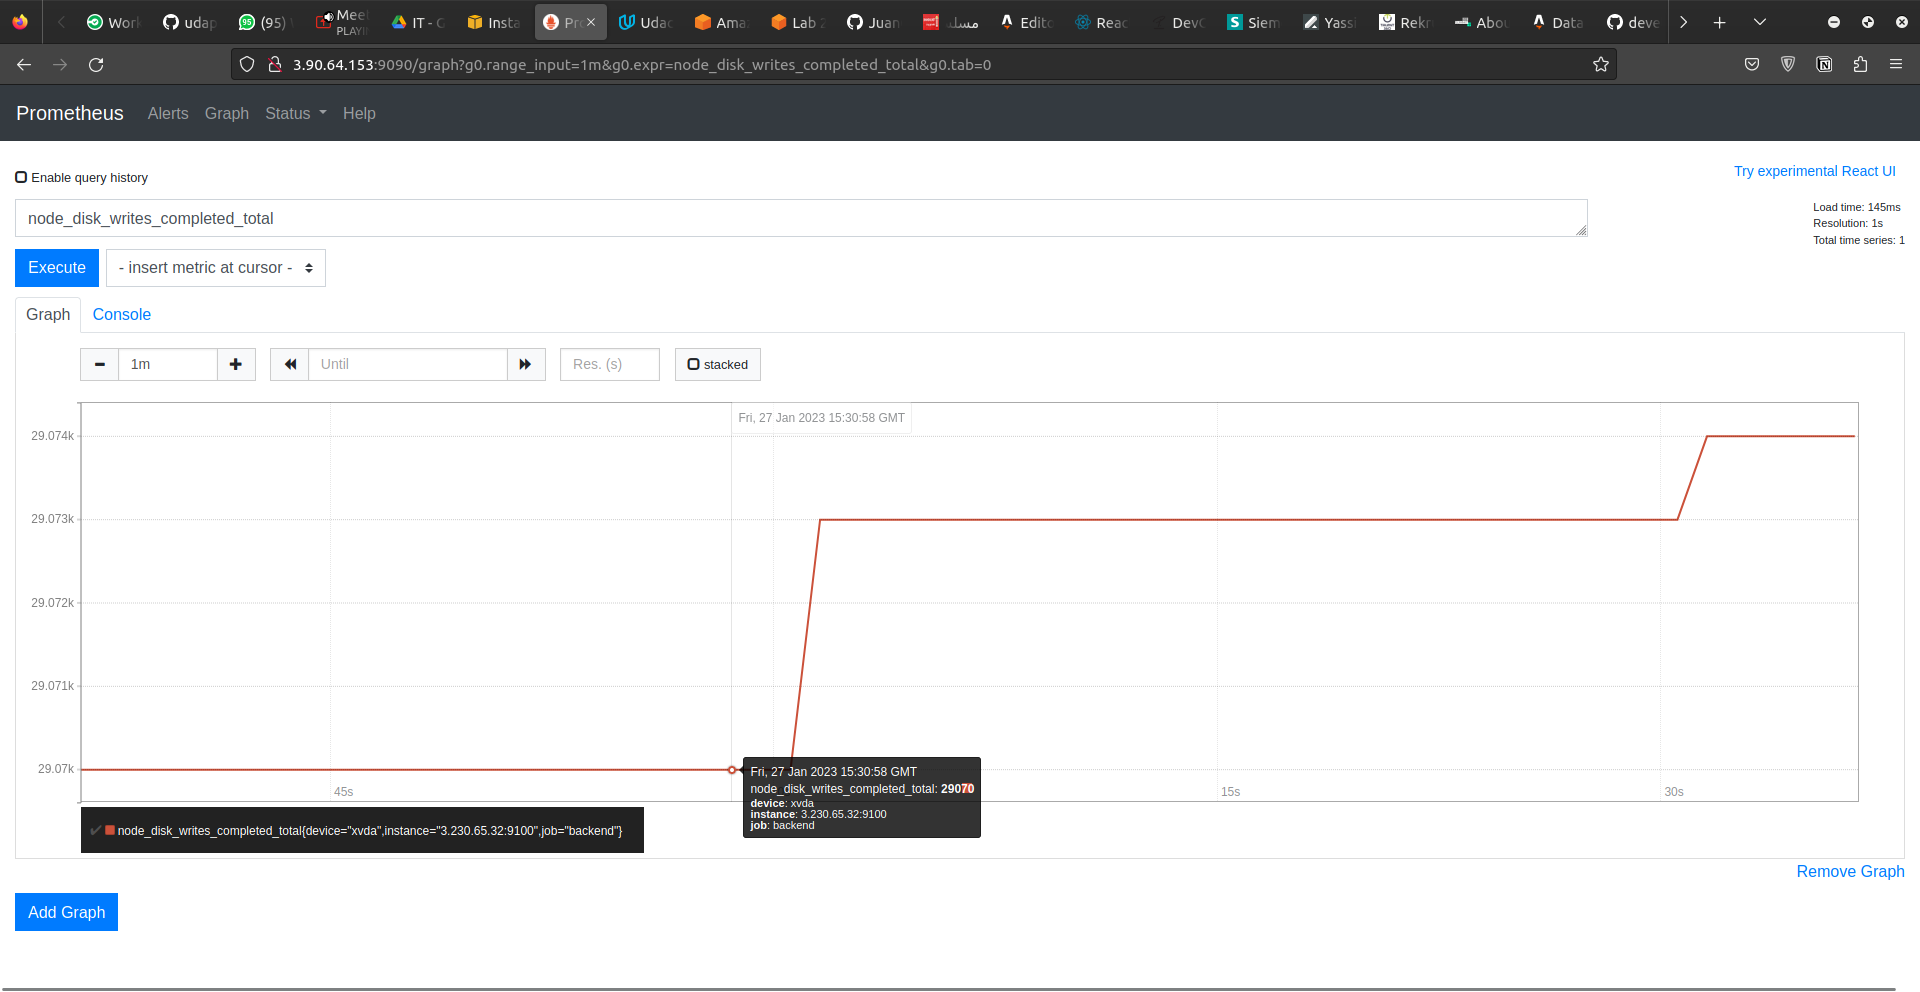 Work
udap
(95)
Meet
PLAYIN
IT - G
Insta
Pro
Udac
Ama
Lab 2
Juan
مسلس
Edito
Reac
DevO
Siem
Yassi
Rekr
Abou
Data
deve
3.90.64.153:9090/graph?g0.range_input=1m&g0.expr=node_disk_writes_completed_total&g0.tab=0
Prometheus Alerts Graph Status Help
Enable query history
Try experimental React UI
node_disk_writes_completed_total
Load time: 145ms
Resolution: 1s
Total time series: 1
Execute
- insert metric at cursor -
Graph Console
1m
Until
Res. (s)
stacked
Fri, 27 Jan 2023 15:30:58 GMT
29.074k
29.073k
29.072k
29.071k
29.07k
45s
15s
30s
Fri, 27 Jan 2023 15:30:58 GMT
node_disk_writes_completed_total: 29070
device: xvda
instance: 3.230.65.32:9100
job: backend
node_disk_writes_completed_total{device="xvda",instance="3.230.65.32:9100",job="backend"}
Remove Graph
Add Graph